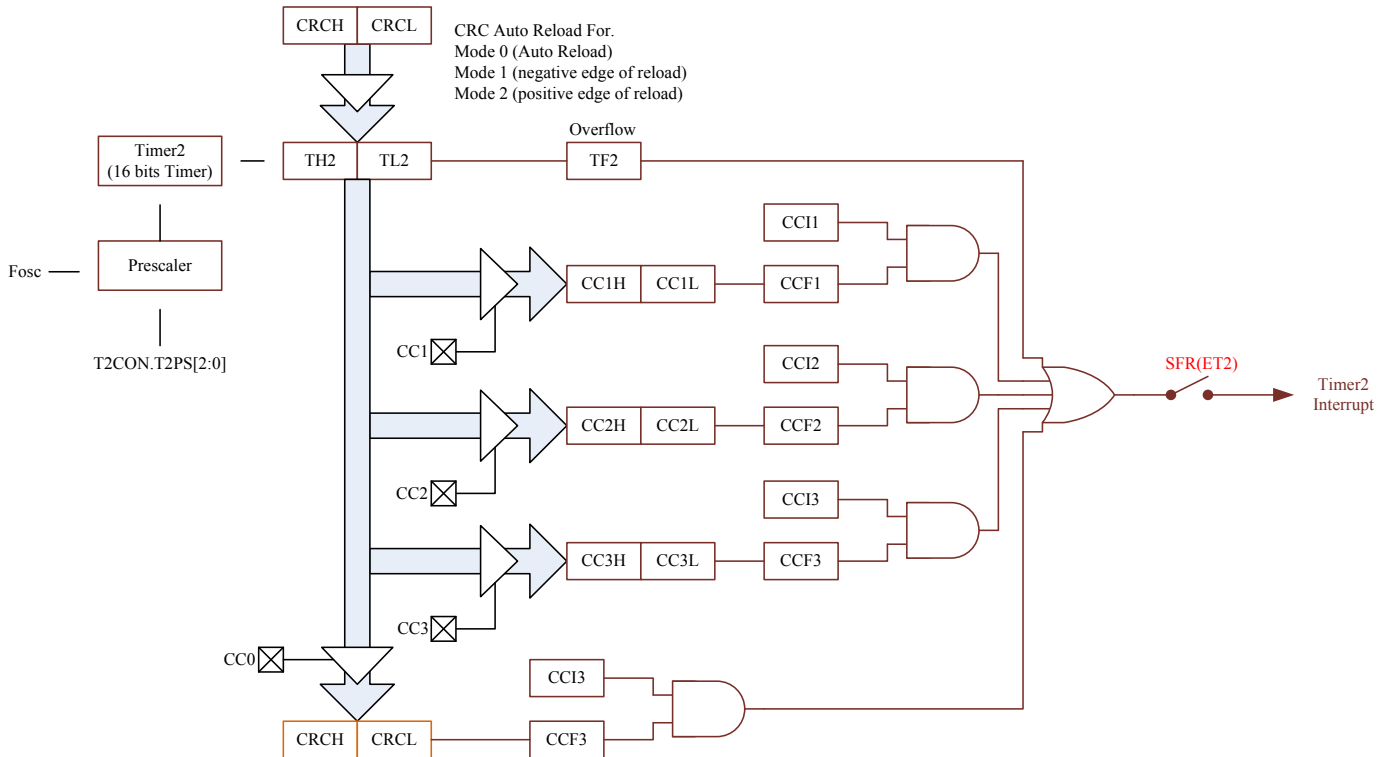 CRCH CRCL
CRC Auto Reload For.
Mode 0 (Auto Reload)
Mode 1 (negative edge of reload)
Mode 2 (positive edge of reload)
Overflow
Timer2
(16 bits Timer)
TH2 TL2
TF2
CCI1
Fosc
Prescaler
CC1H CC1L
CCF1
CC1
T2CON.T2PS[2:0]
CCI2
SFR(ET2)
Timer2
Interrupt
CC2H CC2L
CCF2
CC2
CCI3
CC3H CC3L
CCF3
CC3
CC0
CCI3
CRCH CRCL
CCF3